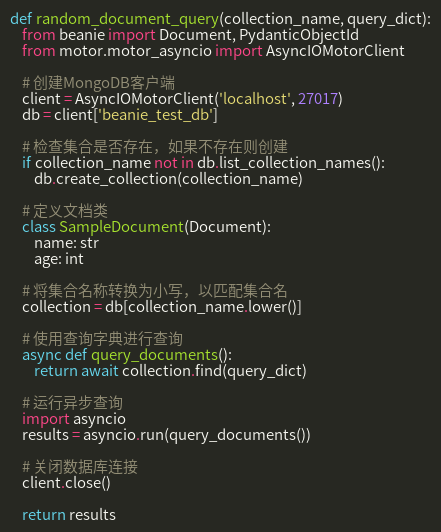 def random_document_query(collection_name, query_dict):
    from beanie import Document, PydanticObjectId
    from motor.motor_asyncio import AsyncIOMotorClient

    # 创建MongoDB客户端
    client = AsyncIOMotorClient('localhost', 27017)
    db = client['beanie_test_db']

    # 检查集合是否存在，如果不存在则创建
    if collection_name not in db.list_collection_names():
        db.create_collection(collection_name)

    # 定义文档类
    class SampleDocument(Document):
        name: str
        age: int

    # 将集合名称转换为小写，以匹配集合名
    collection = db[collection_name.lower()]

    # 使用查询字典进行查询
    async def query_documents():
        return await collection.find(query_dict)

    # 运行异步查询
    import asyncio
    results = asyncio.run(query_documents())

    # 关闭数据库连接
    client.close()

    return results